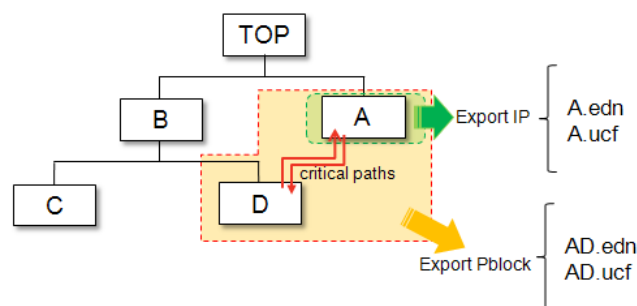 TOP
B
A
Export IP
A.edn
A.ucf
critical paths
C
D
Export Pblock
AD.edn
AD.ucf